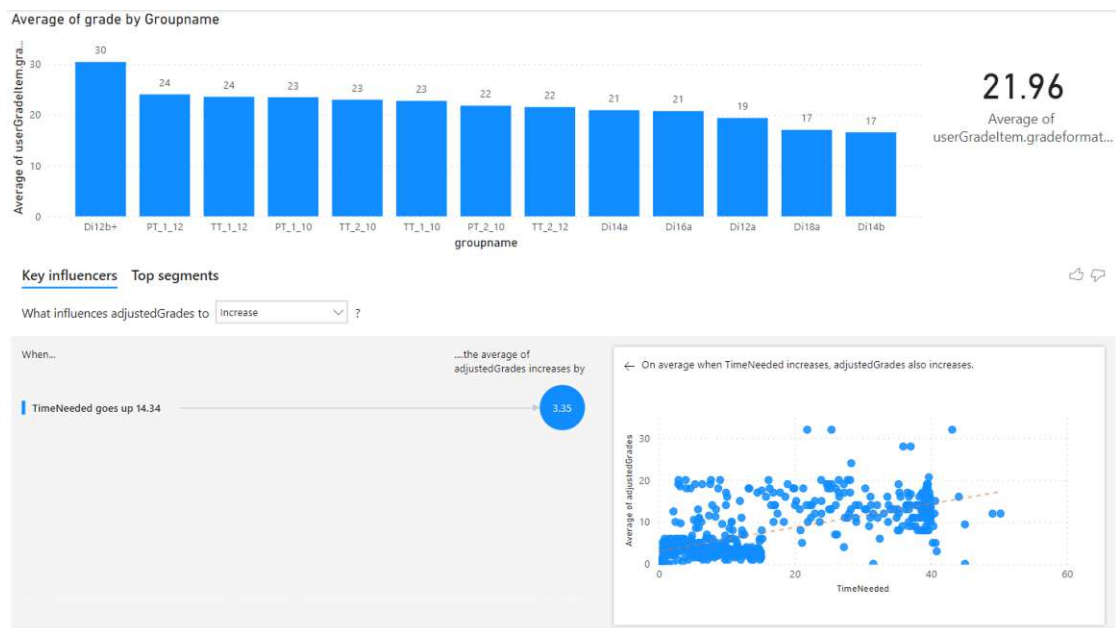 Average of grade by Groupname
Average of userGradeItem.gra...
30
20
10
0
30
24
24
23
23
23
22
22
21
21
19
17
17
Di12b+
PT_1_12
TT_1_12
PT_1_10
TT_2_10
TT_1_10
PT_2_10
TT_2_12
Di14a
Di16a
Di12a
Di18a
Di14b
groupname
21.96
Average of
userGradeItem.gradeformat...
Key influencers Top segments
What influences adjustedGrades to Increase ?
When...
....the average of
adjustedGrades increases by
TimeNeeded goes up 14.34
3.35
← On average when TimeNeeded increases, adjustedGrades also increases.
Average of adjustedGrades
30
20
10
0
0
20
40
60
TimeNeeded